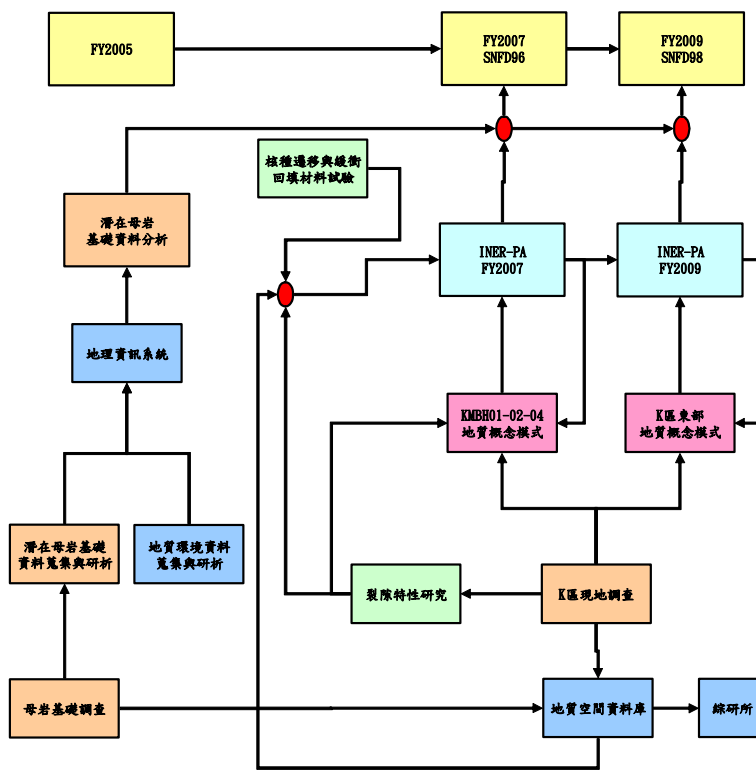 FY2005
FY2007
SNFD96
FY2009
SNFD98
核種遷移與緩衝
回填材料試驗
潛在母岩
基礎資料分析
INER-PA
FY2007
INER-PA
FY2009
地理資訊系統
KMBH01-02-04
地質概念模式
K區東部
地質概念模式
潛在母岩基礎
資料蒐集與研析
地質環境資料
蒐集與研析
裂隙特性研究
K區現地調查
母岩基礎調查
地質空間資料庫
綜研所